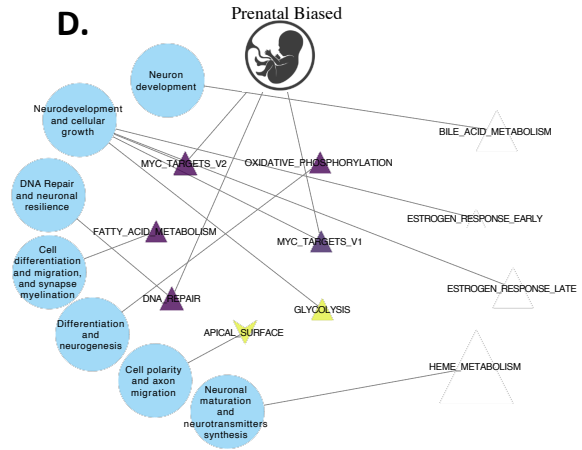 D.
Prenatal Biased
Neuron
development
Neurodevelopment
and cellular
growth
BILE_ACID_METABOLISM
MYC_TARGETS_V2
OXIDATIVE_PHOSPHORYLATION
DNA Repair
and neuronal
resilience
ESTROGEN_RESPONSE_EARLY
FATTY_ACID_METABOLISM
MYC_TARGETS_V1
Cell
differentiation
and migration,
and synapse
myelination
ESTROGEN_RESPONSE_LATE
DNA_REPAIR
GLYCOLYSIS
APICAL_SURFACE
Differentiation
and
neurogenesis
HEME_METABOLISM
Cell polarity
and axon
migration
Neuronal
maturation
and
neurotransmitters
synthesis